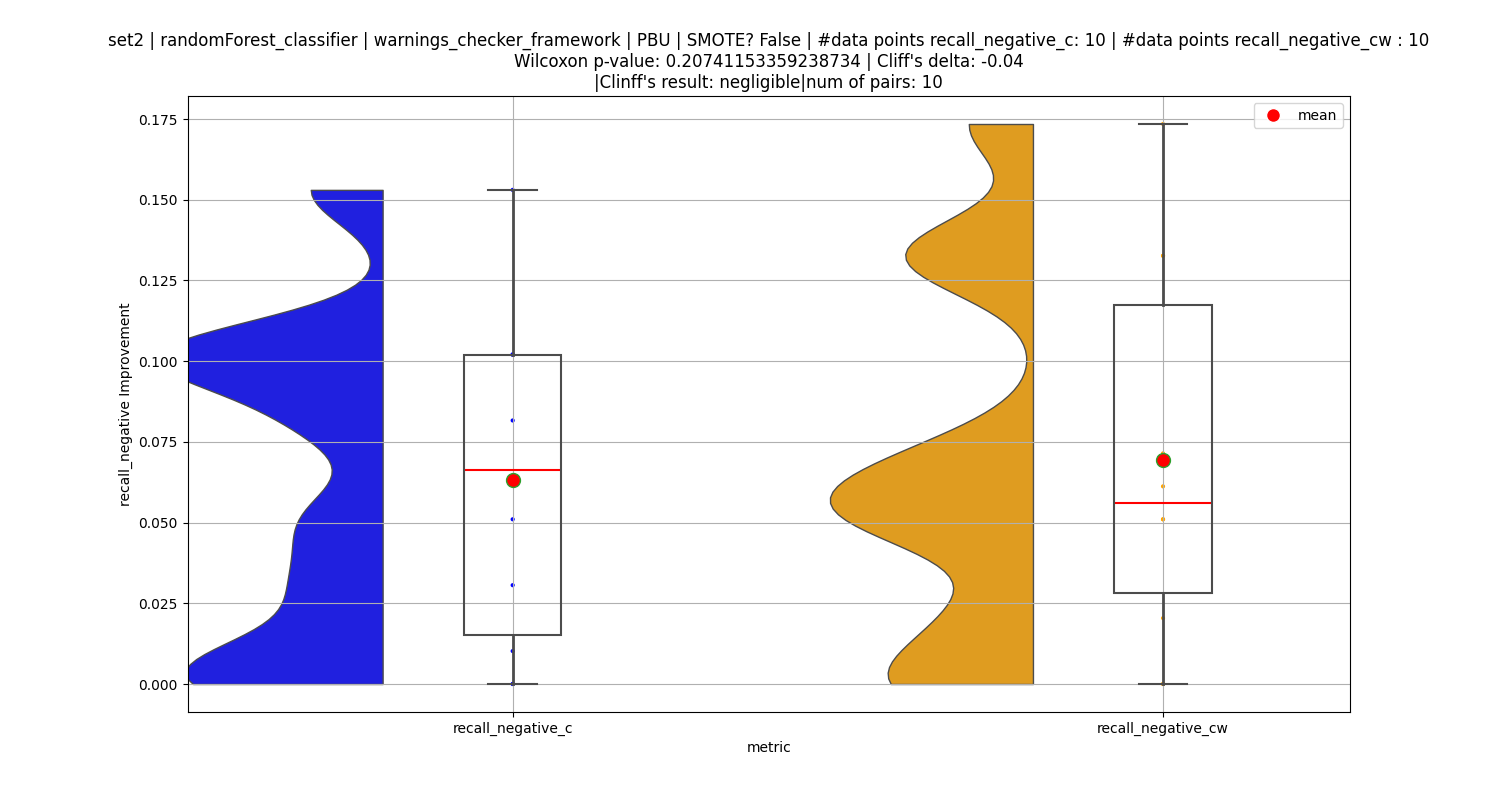 set2 | randomForest_classifier | warnings_checker_framework | PBU | SMOTE? False | #data points recall_negative_c: 10 | #data points recall_negative_cw : 10
Wilcoxon p-value: 0.20741153359238734 | Cliff's delta: -0.04
|Clinff's result: negligible|num of pairs: 10
mean
0.175
0.150
0.125
0.100
0.075
0.050
0.025
0.000
recall_negative Improvement
recall_negative_c
recall_negative_cw
metric